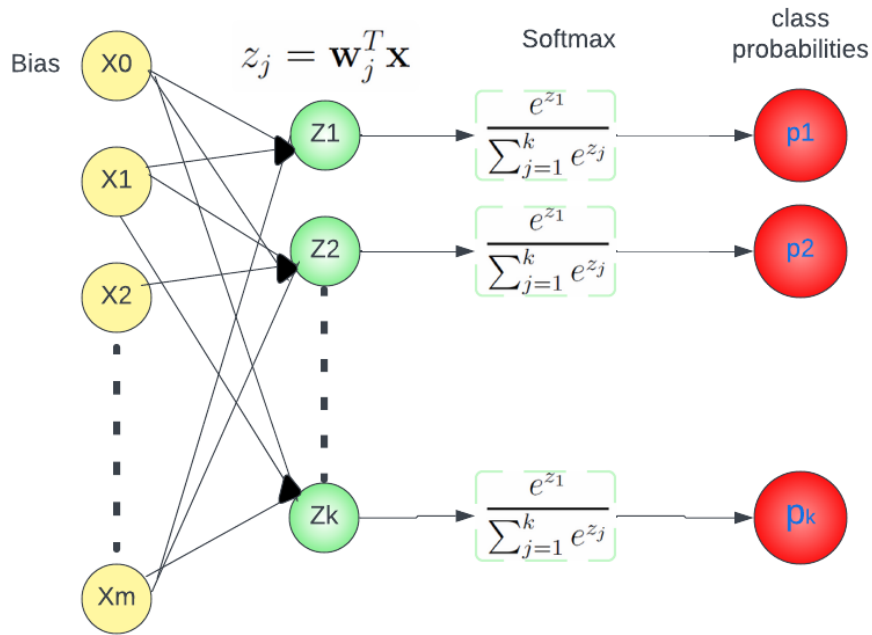 class
probabilities
Softmax
z_j = w_j^T x
Bias
X0
X1
X2
Xm
Z1
Z2
Zk
e^{z_1}
∑_{j=1}^{k} e^{z_j}
e^{z_1}
∑_{j=1}^{k} e^{z_j}
e^{z_1}
∑_{j=1}^{k} e^{z_j}
p1
p2
pk